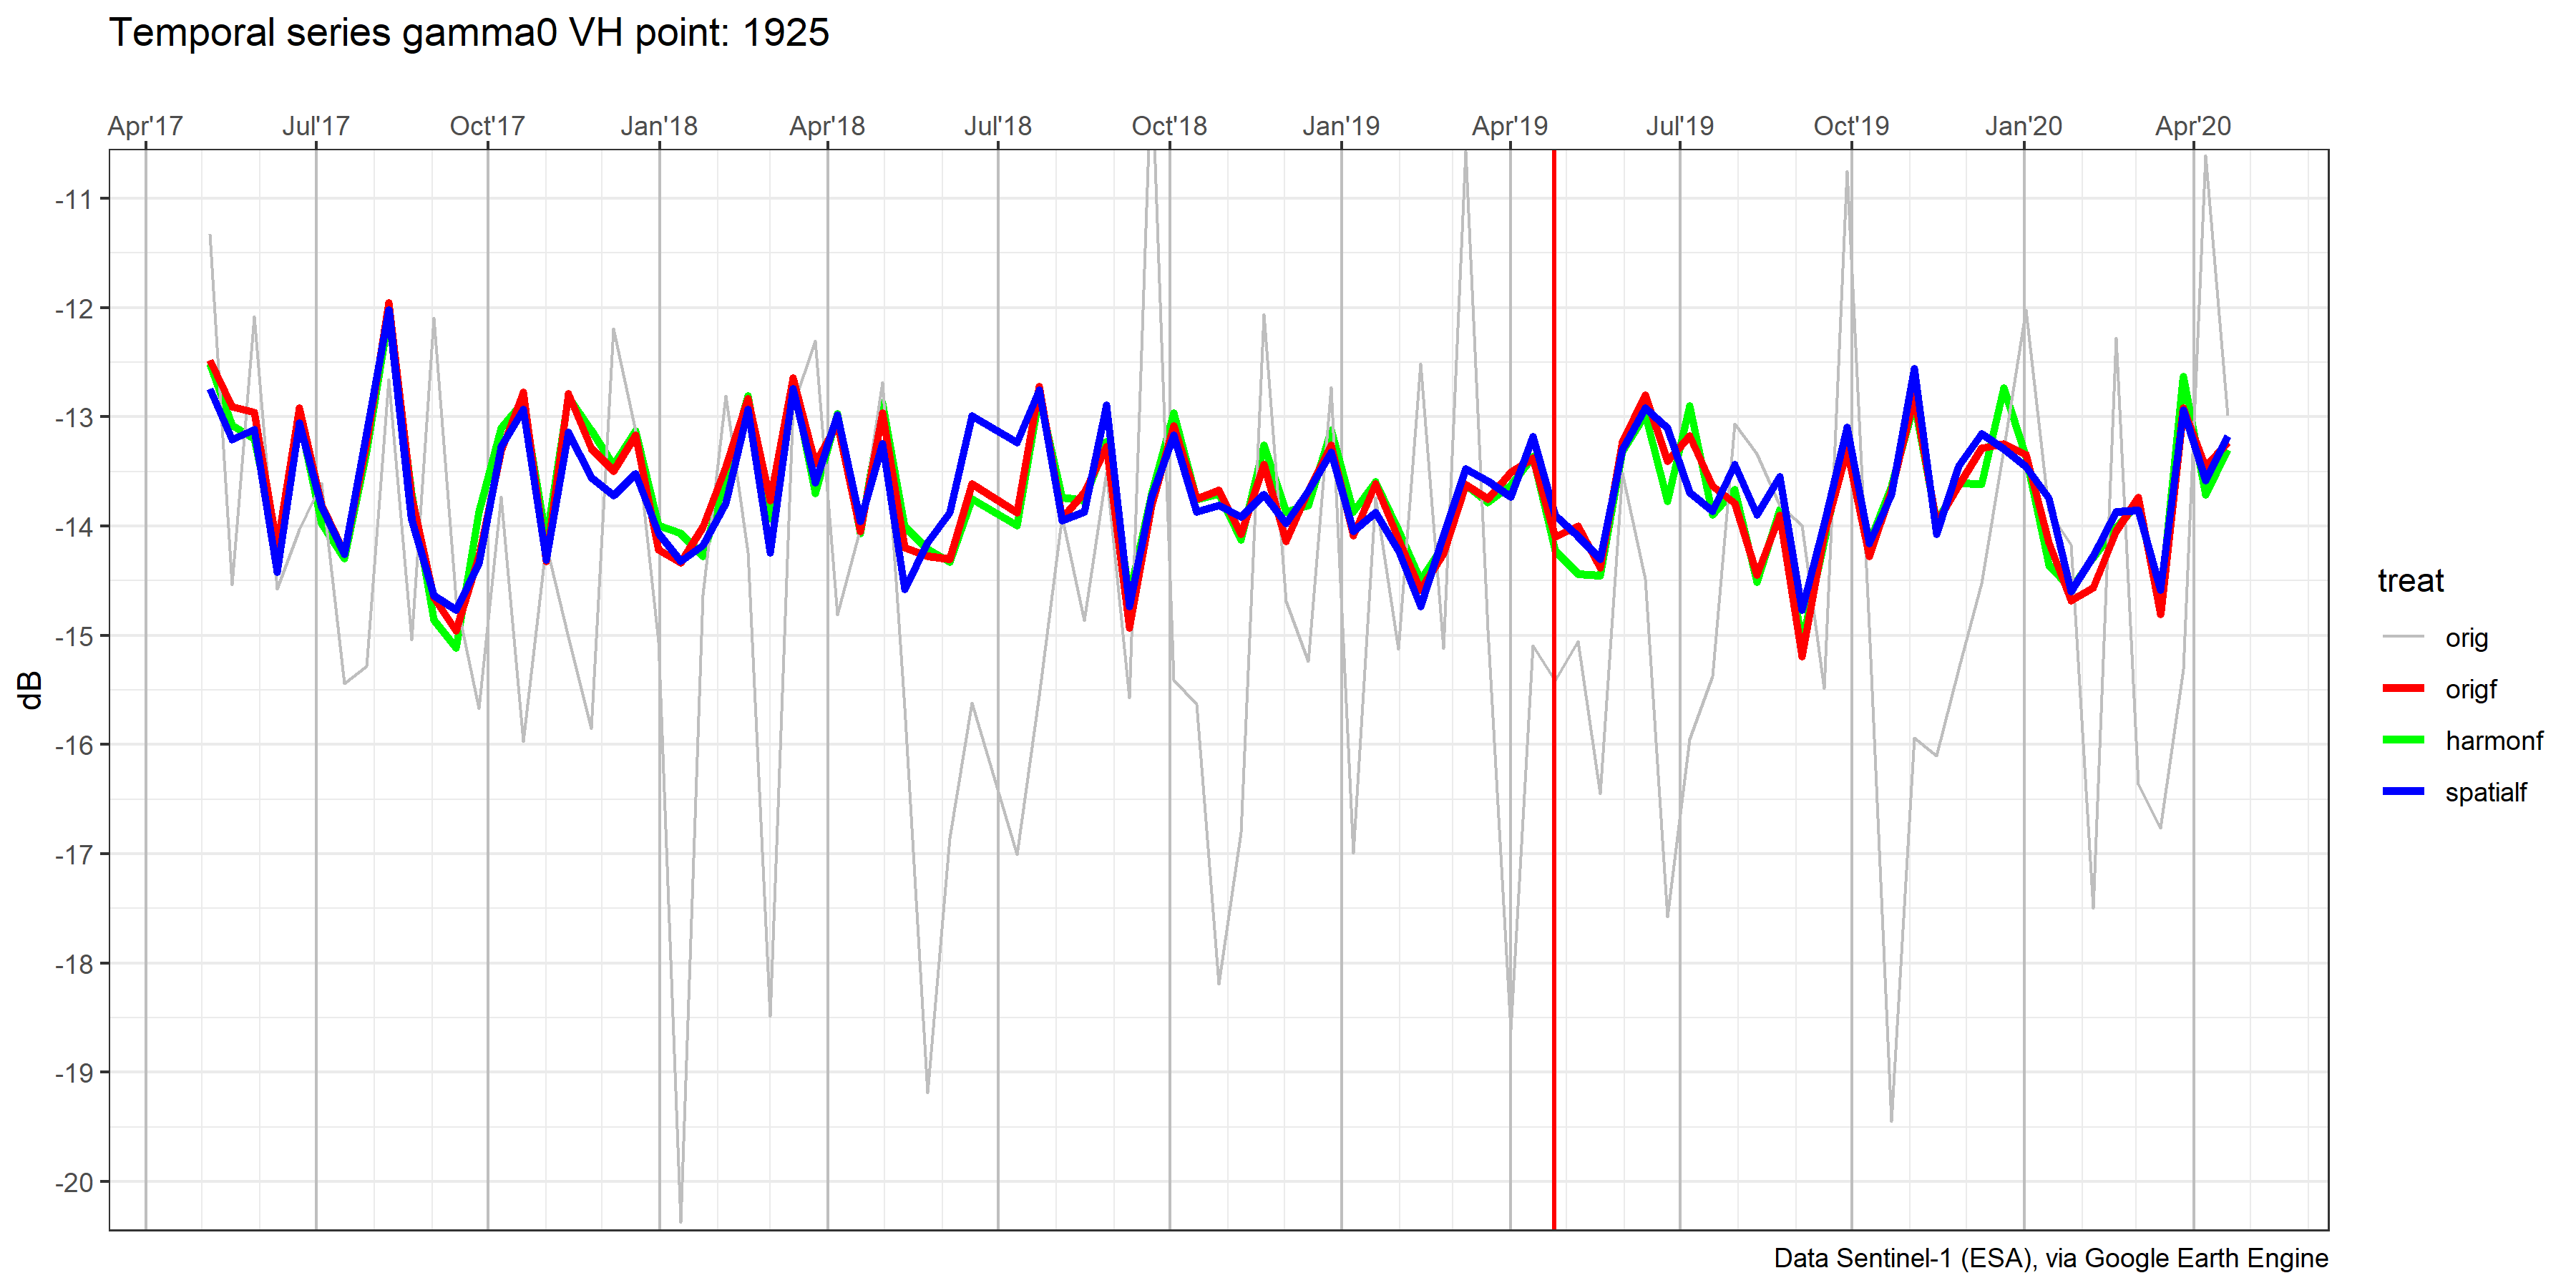 Temporal series gamma0 VH point: 1925
Apr'17 Jul'17 Oct'17 Jan'18 Apr'18 Jul'18 Oct'18 Jan'19 Apr'19 Jul'19 Oct'19 Jan'20 Apr'20
-11
-12
-13
-14
-15
-16
-17
-18
-19
-20
dB
treat
orig
origf
harmonf
spatialf
Data Sentinel-1 (ESA), via Google Earth Engine